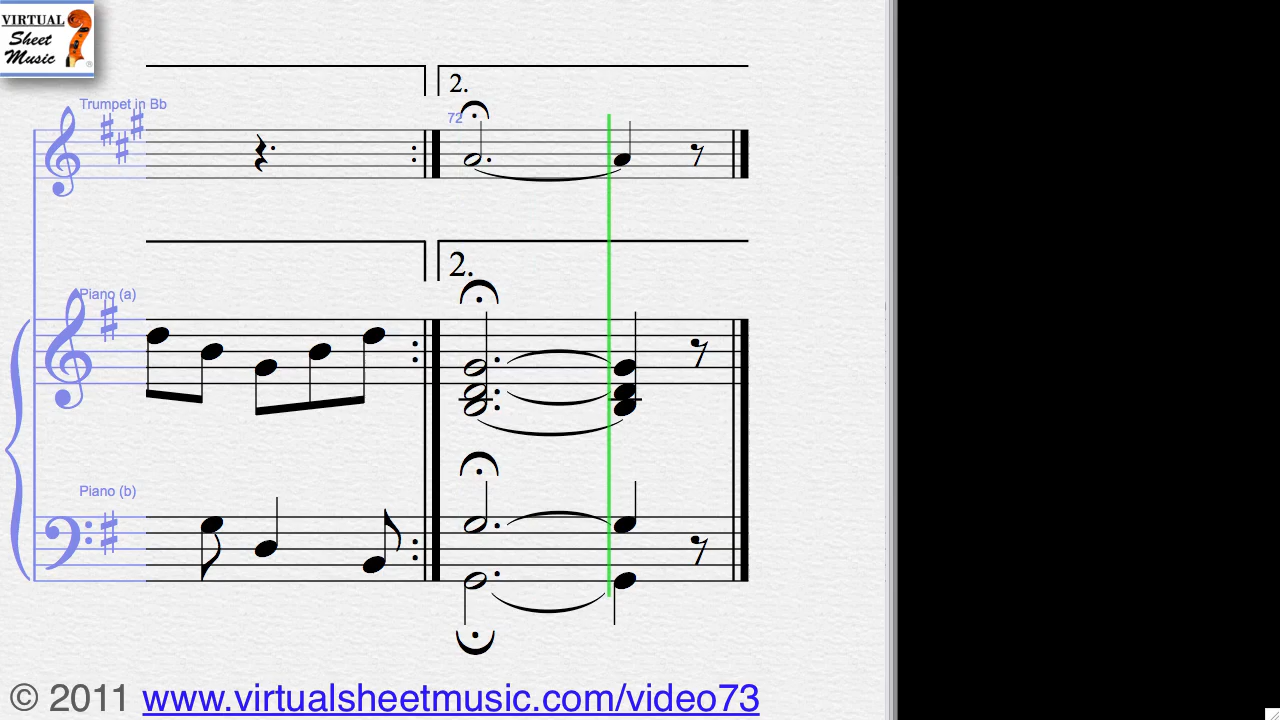 VIRTUAL
Sheet
Music
®
2.
Trumpet in Bb
72
2.
Piano (a)
Piano (b)
© 2011 www.virtualsheetmusic.com/video73